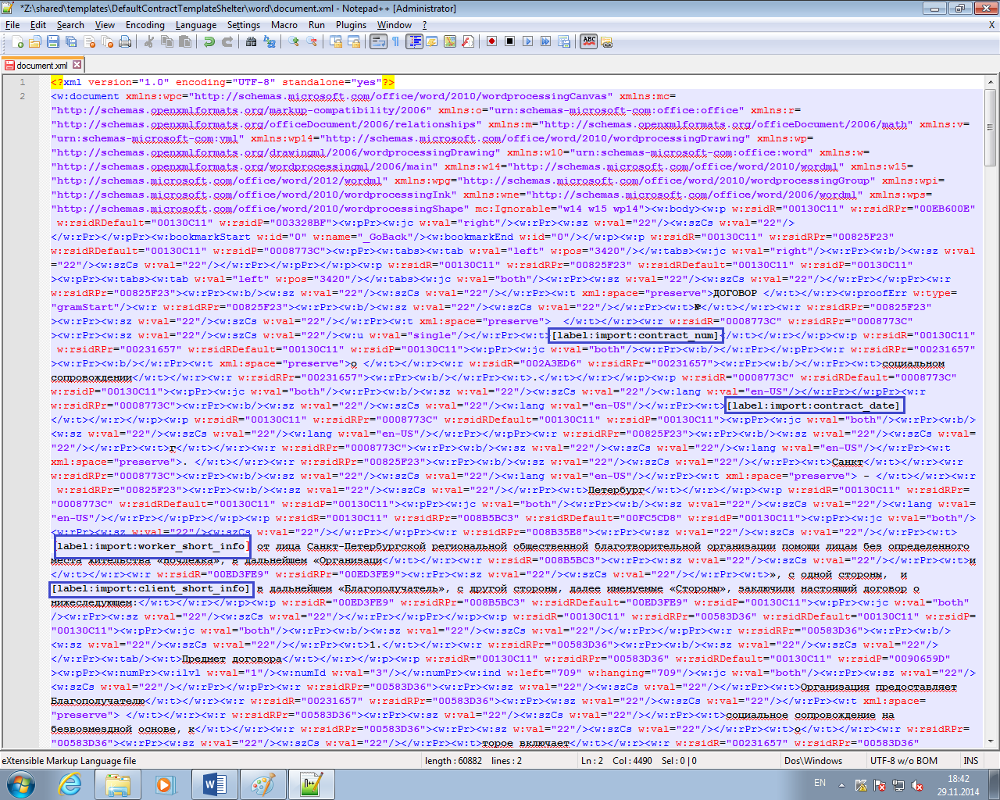 *Z:\shared\templates\DefaultContractTemplateShelter\word\document.xml - Notepad++ [Administrator]
File Edit Search View Encoding Language Settings Macro Run Plugins Window ? X
document.xml
1 <?xml version="1.0" encoding="UTF-8" standalone="yes"?>
2 <w:document xmlns:wpc="http://schemas.microsoft.com/office/word/2010/wordprocessingCanvas" xmlns:mc=
"http://schemas.openxmlformats.org/markup-compatibility/2006" xmlns:o="urn:schemas-microsoft-com:office:office" xmlns:r=
"http://schemas.openxmlformats.org/officeDocument/2006/relationships" xmlns:m="http://schemas.openxmlformats.org/officeDocument/2006/math" xmlns:v=
"urn:schemas-microsoft-com:vml" xmlns:wp14="http://schemas.microsoft.com/office/word/2010/wordprocessingDrawing" xmlns:wp=
"http://schemas.openxmlformats.org/drawingml/2006/wordprocessingDrawing" xmlns:w10="urn:schemas-microsoft-com:office:word" xmlns:w=
"http://schemas.openxmlformats.org/wordprocessingml/2006/main" xmlns:w14="http://schemas.microsoft.com/office/word/2010/wordml" xmlns:w15=
"http://schemas.microsoft.com/office/word/2012/wordml" xmlns:wpg="http://schemas.microsoft.com/office/word/2010/wordprocessingGroup" xmlns:wpi=
"http://schemas.microsoft.com/office/word/2010/wordprocessingInk" xmlns:wne="http://schemas.microsoft.com/office/word/2006/wordml" xmlns:wps=
"http://schemas.microsoft.com/office/word/2010/wordprocessingShape" mc:Ignorable="w14 w15 wp14"><w:body><w:p w:rsidR="00130C11" w:rsidRPr="00EB600E"
w:rsidRDefault="00130C11" w:rsidP="003328BF"><w:pPr><w:jc w:val="right"/><w:rPr><w:sz w:val="22"/><w:szCs w:val="22"/>
</w:rPr></w:pPr><w:bookmarkStart w:id="0" w:name="_GoBack"/><w:bookmarkEnd w:id="0"/></w:p><w:p w:rsidR="00130C11" w:rsidRPr="00825F23"
w:rsidRDefault="00130C11" w:rsidP="0008773C"><w:pPr><w:tabs><w:tab w:val="left" w:pos="3420"/></w:tabs><w:jc w:val="right"/><w:rPr><w:b/><w:sz w:val
="22"/><w:szCs w:val="22"/></w:rPr></w:pPr></w:p><w:p w:rsidR="00130C11" w:rsidRPr="00825F23" w:rsidRDefault="00130C11" w:rsidP="00130C11"
><w:pPr><w:tabs><w:tab w:val="left" w:pos="3420"/></w:tabs><w:jc w:val="both"/><w:rPr><w:sz w:val="22"/><w:szCs w:val="22"/></w:rPr></w:pPr><w:r
w:rsidRPr="00825F23"><w:rPr><w:b/><w:sz w:val="22"/><w:szCs w:val="22"/></w:rPr><w:t xml:space="preserve">ДОГОВОР </w:t></w:r><w:proofErr w:type=
"gramStart"/><w:r w:rsidRPr="00825F23"><w:rPr><w:b/><w:sz w:val="22"/><w:szCs w:val="22"/></w:rPr><w:t>№</w:t></w:r><w:r w:rsidRPr="00825F23"
><w:rPr><w:sz w:val="22"/><w:szCs w:val="22"/></w:rPr><w:t xml:space="preserve">  </w:t></w:r><w:r w:rsidR="0008773C" w:rsidRPr="0008773C"
><w:rPr><w:sz w:val="22"/><w:szCs w:val="22"/><w:u w:val="single"/></w:rPr><w:t>[label:import:contract_num]</w:t></w:r></w:p><w:p w:rsidR="00130C11"
w:rsidRPr="00231657" w:rsidRDefault="00130C11" w:rsidP="00130C11"><w:pPr><w:jc w:val="both"/><w:rPr><w:b/></w:rPr></w:pPr><w:r w:rsidRPr="00231657"
><w:rPr><w:b/></w:rPr><w:t xml:space="preserve">о </w:t></w:r><w:r w:rsidR="002A3ED6" w:rsidRPr="00231657"><w:rPr><w:b/></w:rPr><w:t>социальном
сопровождении</w:t></w:r><w:r w:rsidRPr="00231657"><w:rPr><w:b/></w:rPr><w:t>.</w:t></w:r></w:p><w:p w:rsidR="0008773C" w:rsidRDefault="0008773C"
w:rsidP="00130C11"><w:pPr><w:jc w:val="both"/><w:rPr><w:b/><w:sz w:val="22"/><w:szCs w:val="22"/><w:lang w:val="en-US"/></w:rPr></w:pPr><w:r
w:rsidRPr="0008773C"><w:rPr><w:b/><w:sz w:val="22"/><w:szCs w:val="22"/><w:lang w:val="en-US"/></w:rPr><w:t>[label:import:contract_date]
</w:t></w:r></w:p><w:p w:rsidR="00130C11" w:rsidRPr="0008773C" w:rsidRDefault="00130C11" w:rsidP="00130C11"><w:pPr><w:jc w:val="both"/><w:rPr><w:b/>
<w:sz w:val="22"/><w:szCs w:val="22"/><w:lang w:val="en-US"/></w:rPr></w:pPr><w:r w:rsidRPr="00825F23"><w:rPr><w:b/><w:sz w:val="22"/><w:szCs w:val=
"22"/></w:rPr><w:t>г</w:t></w:r><w:r w:rsidRPr="0008773C"><w:rPr><w:b/><w:sz w:val="22"/><w:szCs w:val="22"/><w:lang w:val="en-US"/></w:rPr><w:t
xml:space="preserve">. </w:t></w:r><w:r w:rsidRPr="00825F23"><w:rPr><w:b/><w:sz w:val="22"/><w:szCs w:val="22"/></w:rPr><w:t>Санкт</w:t></w:r><w:r
w:rsidRPr="0008773C"><w:rPr><w:b/><w:sz w:val="22"/><w:szCs w:val="22"/><w:lang w:val="en-US"/></w:rPr><w:t xml:space="preserve"> - </w:t></w:r><w:r
w:rsidRPr="00825F23"><w:rPr><w:b/><w:sz w:val="22"/><w:szCs w:val="22"/></w:rPr><w:t>Петербург</w:t></w:r></w:p><w:p w:rsidR="00130C11" w:rsidRPr=
"0008773C" w:rsidRDefault="00130C11" w:rsidP="00130C11"><w:pPr><w:jc w:val="both"/><w:rPr><w:b/><w:sz w:val="22"/><w:szCs w:val="22"/><w:lang w:val=
"en-US"/></w:rPr></w:pPr></w:p><w:p w:rsidR="00130C11" w:rsidRPr="008B5BC3" w:rsidRDefault="00FC5CD8" w:rsidP="00130C11"><w:pPr><w:jc w:val="both"/>
<w:rPr><w:sz w:val="22"/><w:szCs w:val="22"/></w:rPr></w:pPr><w:r w:rsidRPr="008B35E8"><w:rPr><w:sz w:val="22"/><w:szCs w:val="22"/></w:rPr><w:t>
[label:import:worker_short_info] от лица Санкт-Петербургской региональной общественной благотворительной организации помощи лицам без определенного
места жительства «Ночлежка», в дальнейшем «Организаци</w:t></w:r><w:r w:rsidR="008B5BC3"><w:rPr><w:sz w:val="22"/><w:szCs w:val="22"/></w:rPr><w:t>и
</w:t></w:r><w:r w:rsidR="00ED3FE9" w:rsidRPr="00ED3FE9"><w:rPr><w:sz w:val="22"/><w:szCs w:val="22"/></w:rPr><w:t>», с одной стороны,  и
[label:import:client_short_info] в дальнейшем «Благополучатель», с другой стороны, далее именуемые «Стороны», заключили настоящий договор о
нижеследующем:</w:t></w:r></w:p><w:p w:rsidR="00ED3FE9" w:rsidRPr="008B5BC3" w:rsidRDefault="00ED3FE9" w:rsidP="00130C11"><w:pPr><w:jc w:val="both"
/><w:rPr><w:sz w:val="22"/><w:szCs w:val="22"/></w:rPr></w:pPr></w:p><w:p w:rsidR="00130C11" w:rsidRPr="00583D36" w:rsidRDefault="00130C11" w:rsidP=
"00130C11"><w:pPr><w:jc w:val="both"/><w:rPr><w:b/><w:sz w:val="22"/><w:szCs w:val="22"/></w:rPr></w:pPr><w:r w:rsidRPr="00583D36"><w:rPr><w:b/>
<w:sz w:val="22"/><w:szCs w:val="22"/></w:rPr><w:t>1.</w:t></w:r><w:r w:rsidRPr="00583D36"><w:rPr><w:b/><w:sz w:val="22"/><w:szCs w:val="22"/>
</w:rPr><w:tab/><w:t>Предмет договора</w:t></w:r></w:p><w:p w:rsidR="00130C11" w:rsidRPr="00583D36" w:rsidRDefault="00130C11" w:rsidP="0090659D"
><w:pPr><w:numPr><w:ilvl w:val="1"/><w:numId w:val="3"/></w:numPr><w:ind w:left="709" w:hanging="709"/><w:jc w:val="both"/><w:rPr><w:sz w:val="22"/>
<w:szCs w:val="22"/></w:rPr></w:pPr><w:r w:rsidRPr="00583D36"><w:rPr><w:sz w:val="22"/><w:szCs w:val="22"/></w:rPr><w:t>Организация предоставляет
Благополучателю</w:t></w:r><w:r w:rsidR="00231657" w:rsidRPr="00583D36"><w:rPr><w:sz w:val="22"/><w:szCs w:val="22"/></w:rPr><w:t xml:space=
"preserve"> </w:t></w:r><w:r w:rsidRPr="00583D36"><w:rPr><w:sz w:val="22"/><w:szCs w:val="22"/></w:rPr><w:t>социальное сопровождение на
безвозмездной основе, к</w:t></w:r><w:r w:rsidRPr="00583D36"><w:rPr><w:sz w:val="22"/><w:szCs w:val="22"/></w:rPr><w:t>о</w:t></w:r><w:r w:rsidRPr=
"00583D36"><w:rPr><w:sz w:val="22"/><w:szCs w:val="22"/></w:rPr><w:t>торое включает</w:t></w:r><w:r w:rsidR="00231657" w:rsidRPr="00583D36"
eXtensible Markup Language file length : 60882 lines : 2 Ln : 2 Col : 4490 Sel : 0 | 0 Dos\Windows UTF-8 w/o BOM INS
EN 18:42
29.11.2014